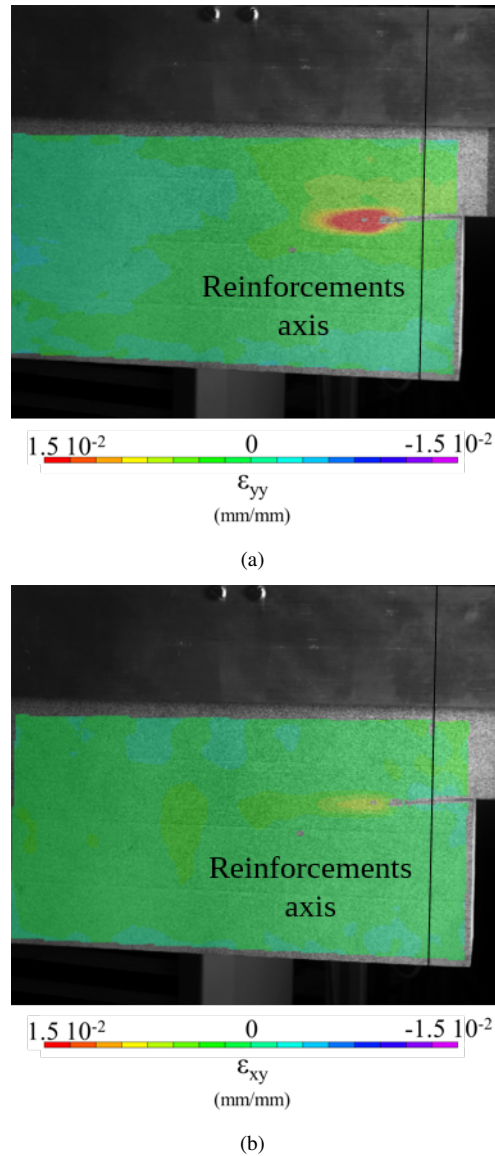 Reinforcements
axis
1.5 10⁻² 0 -1.5 10⁻²
εyy
(mm/mm)
(a)
Reinforcements
axis
1.5 10⁻² 0 -1.5 10⁻²
εxy
(mm/mm)
(b)